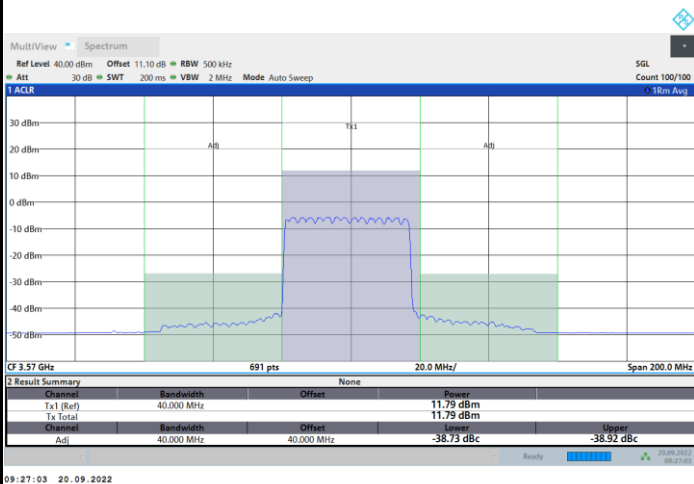 MultiView Spectrum
Ref Level 40.00 dBm Offset 11.10 dB RBW 500 kHz SGL
Att 30 dB SWT 200 ms VBW 2 MHz Mode Auto Sweep Count 100/100
1 ACLR 1Rm Avg
30 dBm
Tx1
20 dBm
Adj Adj
10 dBm
0 dBm
-10 dBm
-20 dBm
-30 dBm
-40 dBm
-50 dBm
CF 3.57 GHz 691 pts 20.0 MHz/ Span 200.0 MHz
2 Result Summary None
Channel Bandwidth Offset Power
Tx1 (Ref) 40.000 MHz 11.79 dBm
Tx Total 11.79 dBm
Channel Bandwidth Offset Lower Upper
Adj 40.000 MHz 40.000 MHz -38.73 dBc -38.92 dBc
Ready 20.09.2022
09:27:03
09:27:03 20.09.2022